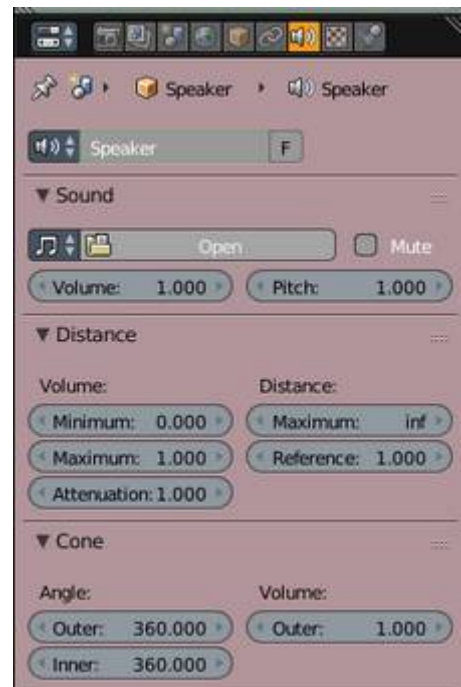 Speaker Speaker
Speaker F
Sound
Open Mute
Volume: 1.000 Pitch: 1.000
Distance
Volume: Distance:
Minimum: 0.000 Maximum: inf
Maximum: 1.000 Reference: 1.000
Attenuation: 1.000
Cone
Angle: Volume:
Outer: 360.000 Outer: 1.000
Inner: 360.000